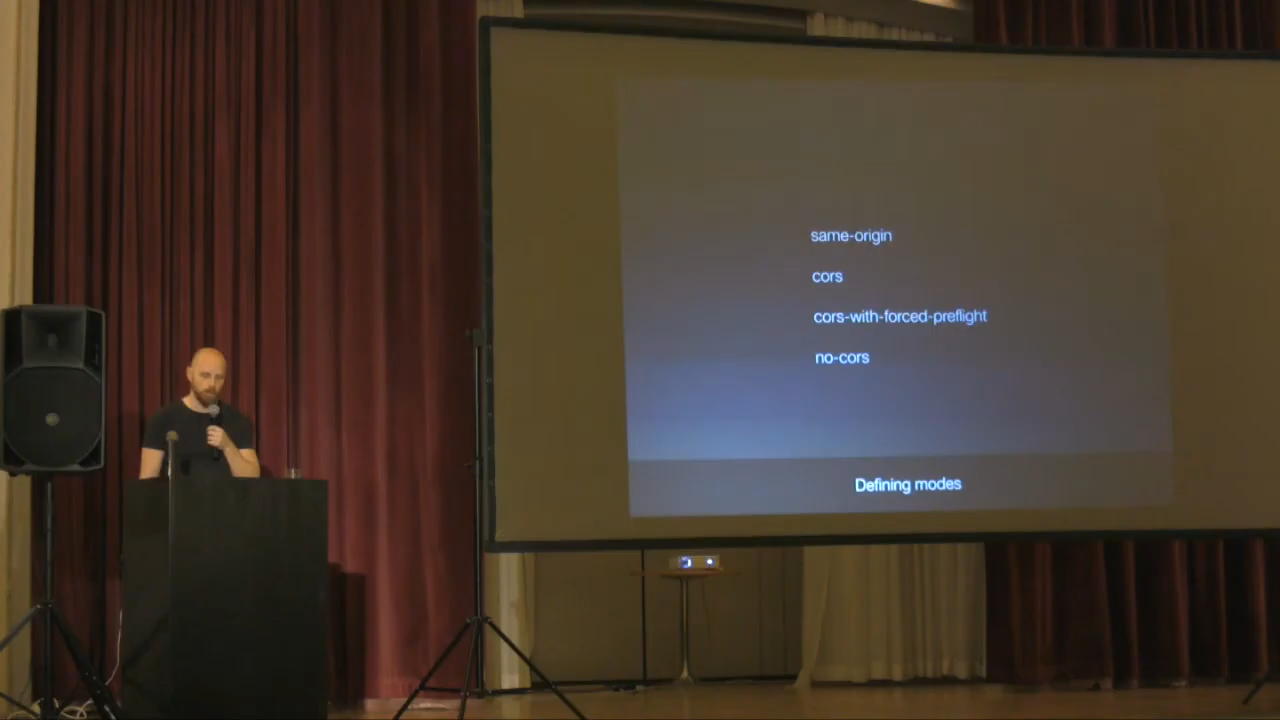 same-origin
cors
cors-with-forced-preflight
no-cors
Defining modes